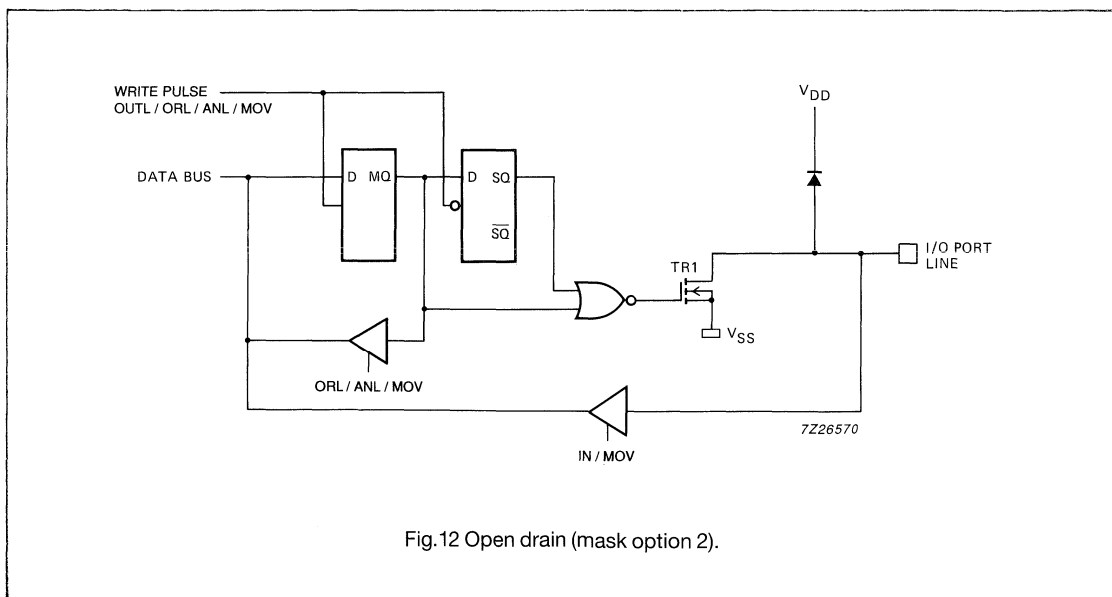 WRITE PULSE
OUTL / ORL / ANL / MOV
V_DD
DATA BUS
D MQ
D SQ
S̅Q̅
I/O PORT
LINE
TR1
V_SS
ORL / ANL / MOV
7Z26570
IN / MOV
Fig.12 Open drain (mask option 2).